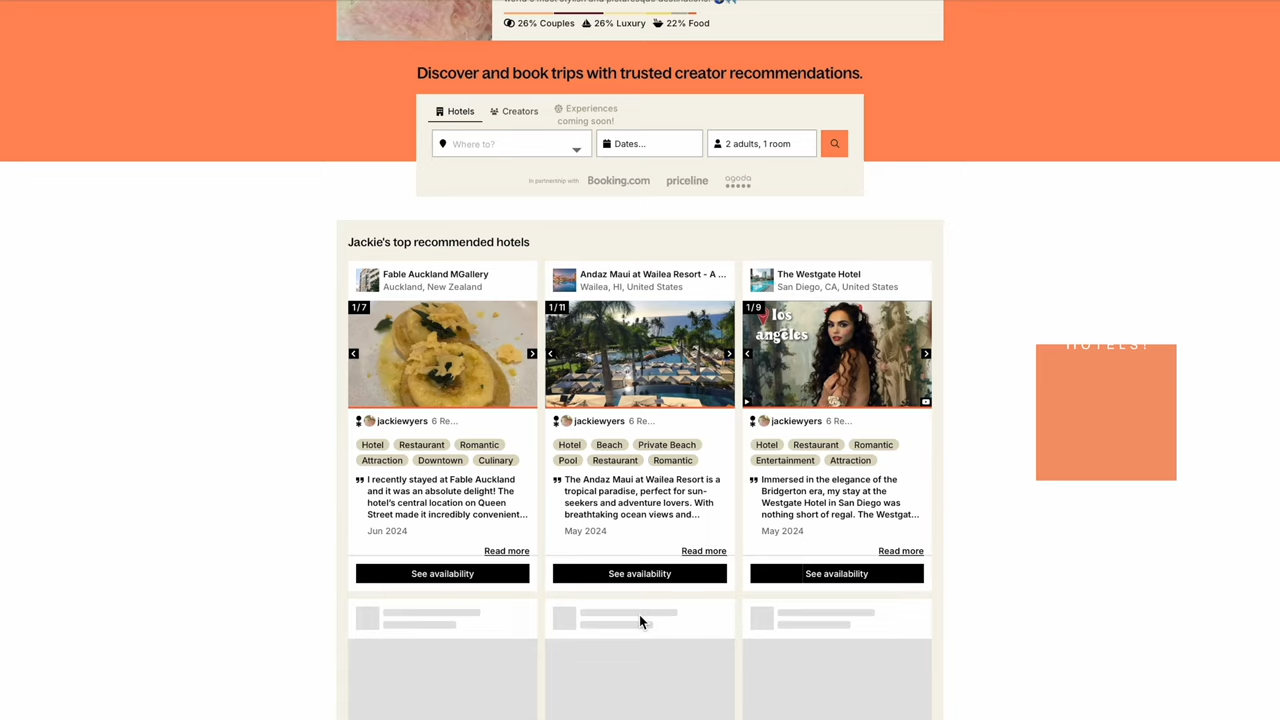 26% Couples 26% Luxury 22% Food
Discover and book trips with trusted creator recommendations.
Hotels Creators Experiences
coming soon!
Where to? Dates... 2 adults, 1 room
In partnership with Booking.com priceline agoda
Jackie's top recommended hotels
Fable Auckland MGallery
Auckland, New Zealand
1/7
jackiewyers 6 Re...
Hotel Restaurant Romantic
Attraction Downtown Culinary
I recently stayed at Fable Auckland
and it was an absolute delight! The
hotel's central location on Queen
Street made it incredibly convenient...
Jun 2024
Read more
See availability
Andaz Maui at Wailea Resort - A ...
Wailea, HI, United States
1/11
jackiewyers 6 Re...
Hotel Beach Private Beach
Pool Restaurant Romantic
The Andaz Maui at Wailea Resort is a
tropical paradise, perfect for sun-
seekers and adventure lovers. With
breathtaking ocean views and...
May 2024
Read more
See availability
The Westgate Hotel
San Diego, CA, United States
1/9
los
angeles
jackiewyers 6 Re...
Hotel Restaurant Romantic
Entertainment Attraction
Immersed in the elegance of the
Bridgerton era, my stay at the
Westgate Hotel in San Diego was
nothing short of regal. The Westgat...
May 2024
Read more
See availability
HOTELS!